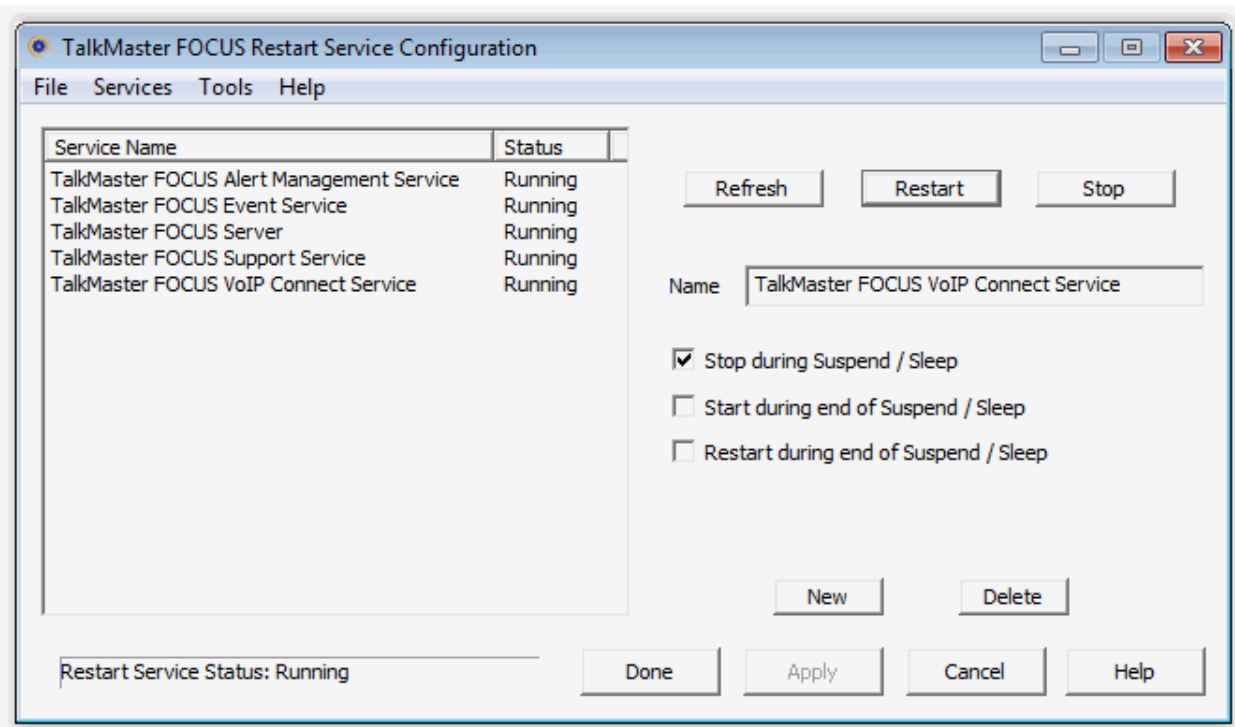 TalkMaster FOCUS Restart Service Configuration
File Services Tools Help
Service Name Status
TalkMaster FOCUS Alert Management Service Running
TalkMaster FOCUS Event Service Running
TalkMaster FOCUS Server Running
TalkMaster FOCUS Support Service Running
TalkMaster FOCUS VoIP Connect Service Running
Refresh Restart Stop
Name TalkMaster FOCUS VoIP Connect Service
Stop during Suspend / Sleep
Start during end of Suspend / Sleep
Restart during end of Suspend / Sleep
New Delete
Restart Service Status: Running
Done Apply Cancel Help